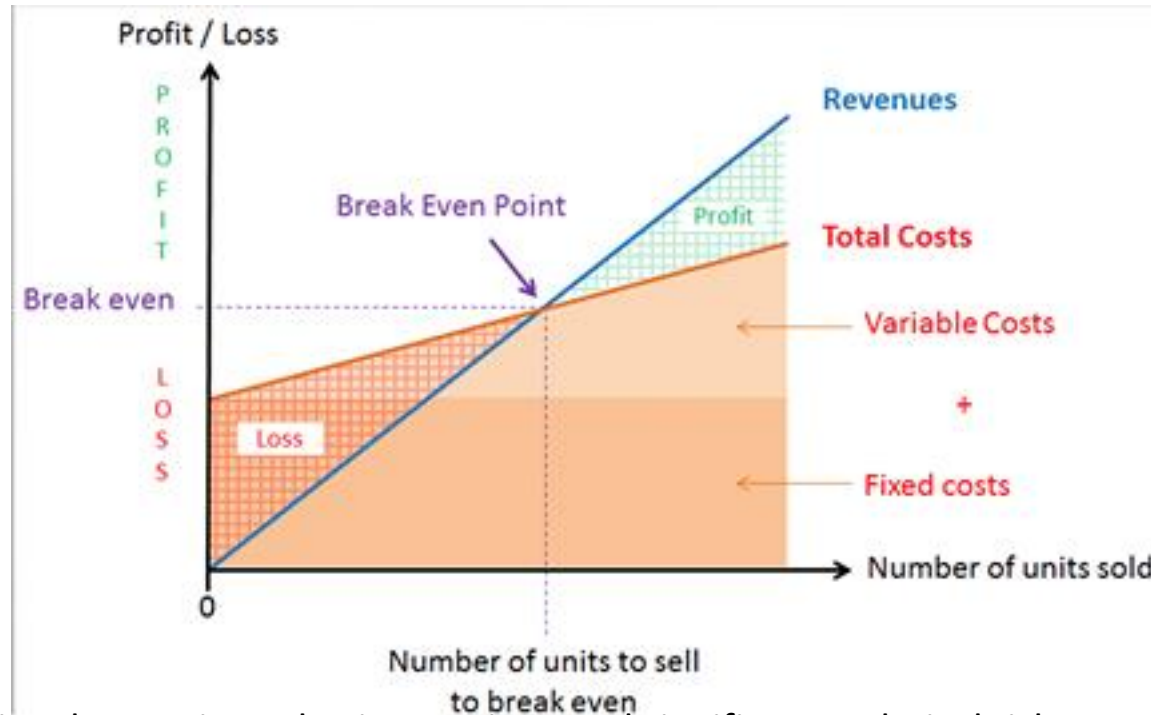 Profit / Loss
PROFIT
Revenues
Break Even Point
Profit
Total Costs
Break even
Variable Costs
LOSS
+
Loss
Fixed costs
Number of units sold
0
Number of units to sell
to break even